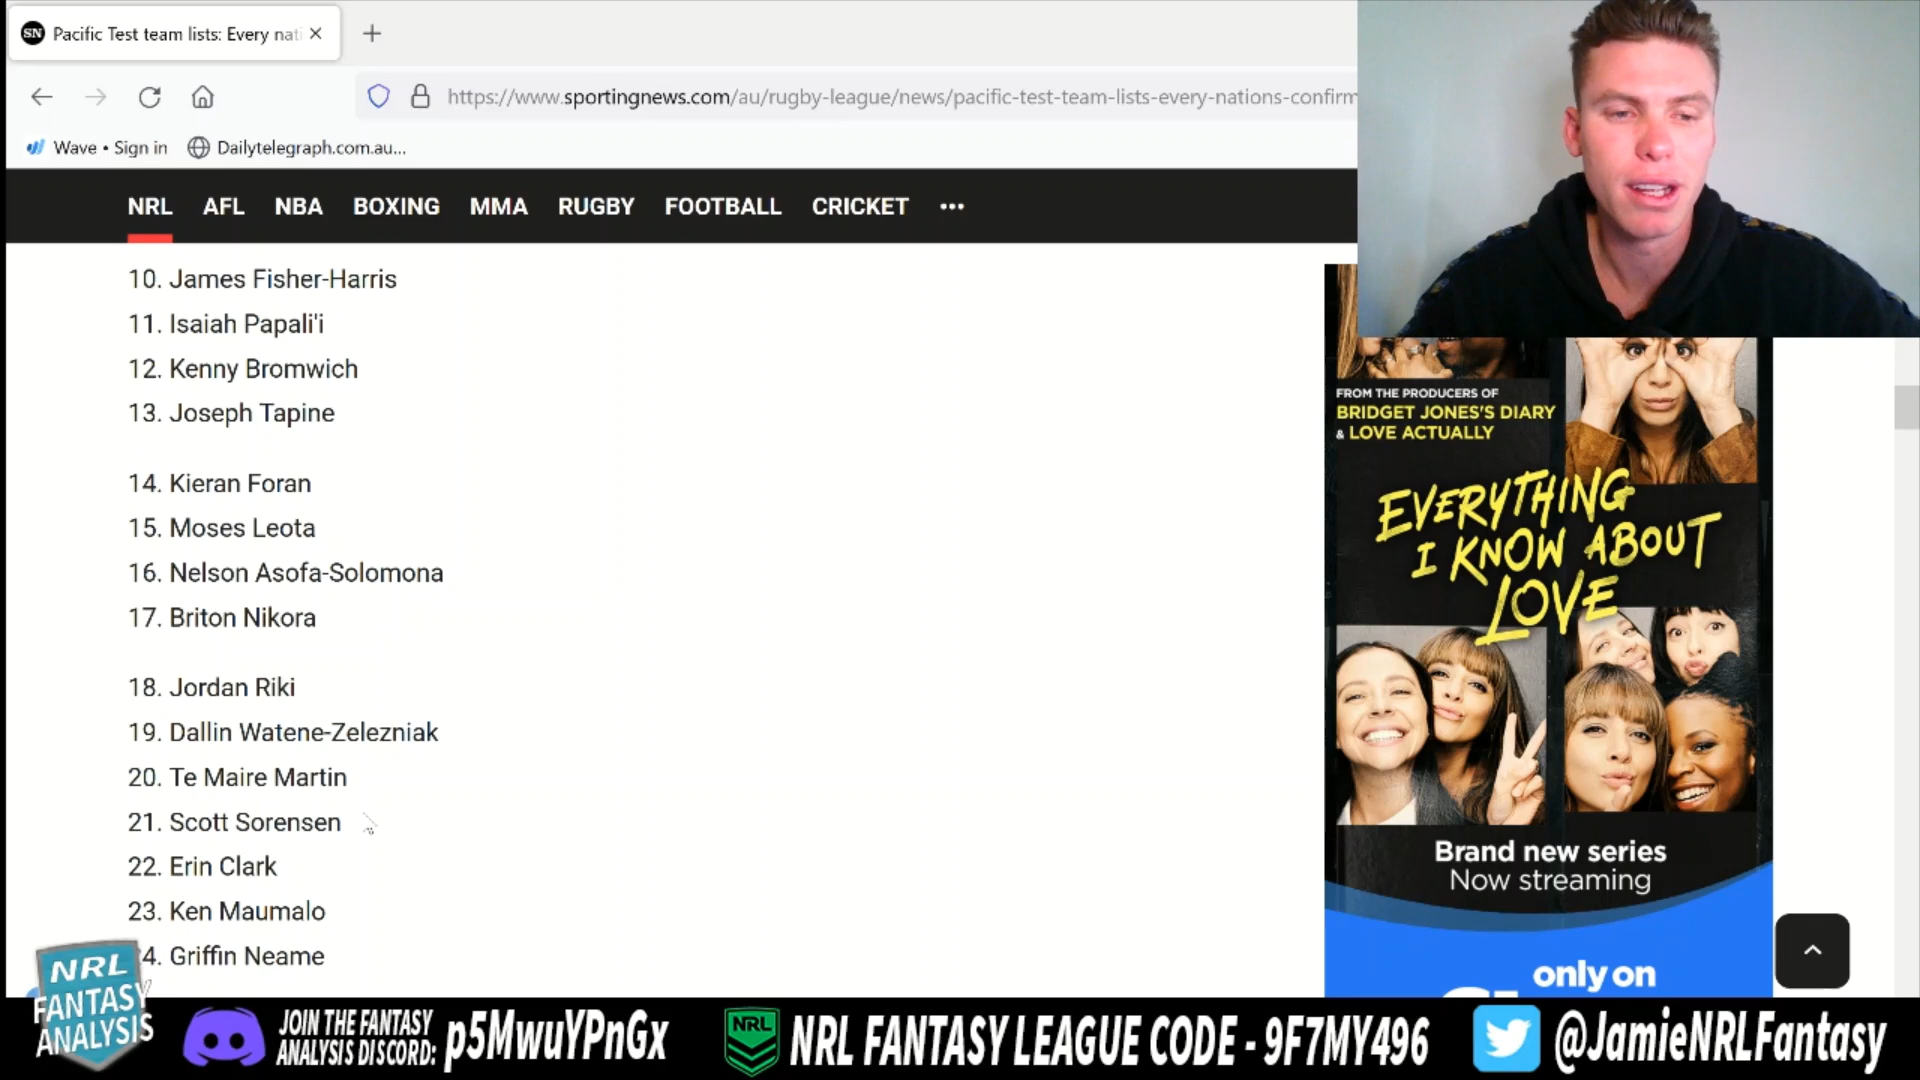 SN Pacific Test team lists: Every nati
https://www.sportingnews.com/au/rugby-league/news/pacific-test-team-lists-every-nations-confirm
Wave • Sign in Dailytelegraph.com.au...
NRL AFL NBA BOXING MMA RUGBY FOOTBALL CRICKET •••
10. James Fisher-Harris
11. Isaiah Papali'i
12. Kenny Bromwich
13. Joseph Tapine
14. Kieran Foran
15. Moses Leota
16. Nelson Asofa-Solomona
17. Briton Nikora
18. Jordan Riki
19. Dallin Watene-Zelezniak
20. Te Maire Martin
21. Scott Sorensen
22. Erin Clark
23. Ken Maumalo
4. Griffin Neame
FROM THE PRODUCERS OF
BRIDGET JONES'S DIARY
& LOVE ACTUALLY
EVERYTHING
I KNOW ABOUT
LOVE
Brand new series
Now streaming
only on
NRL
FANTASY
ANALYSIS
JOIN THE FANTASY
ANALYSIS DISCORD: p5MwuYPnGx
NRL
NRL FANTASY LEAGUE CODE - 9F7MY496
@JamieNRLFantasy